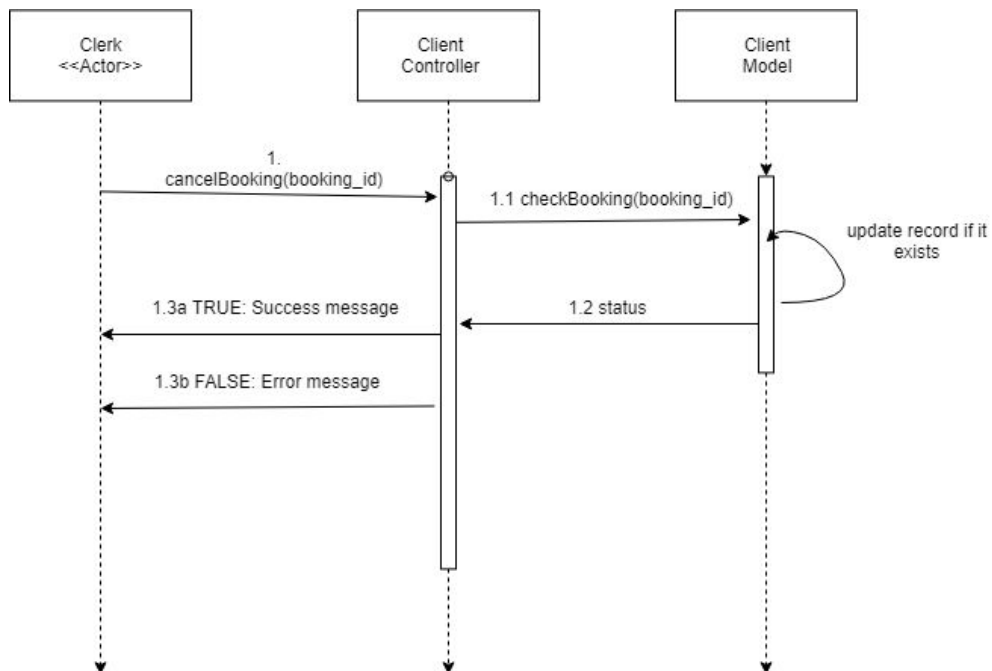 Clerk
<<Actor>>
Client
Controller
Client
Model
1.
cancelBooking(booking_id)
1.1 checkBooking(booking_id)
update record if it
exists
1.2 status
1.3a TRUE: Success message
1.3b FALSE: Error message